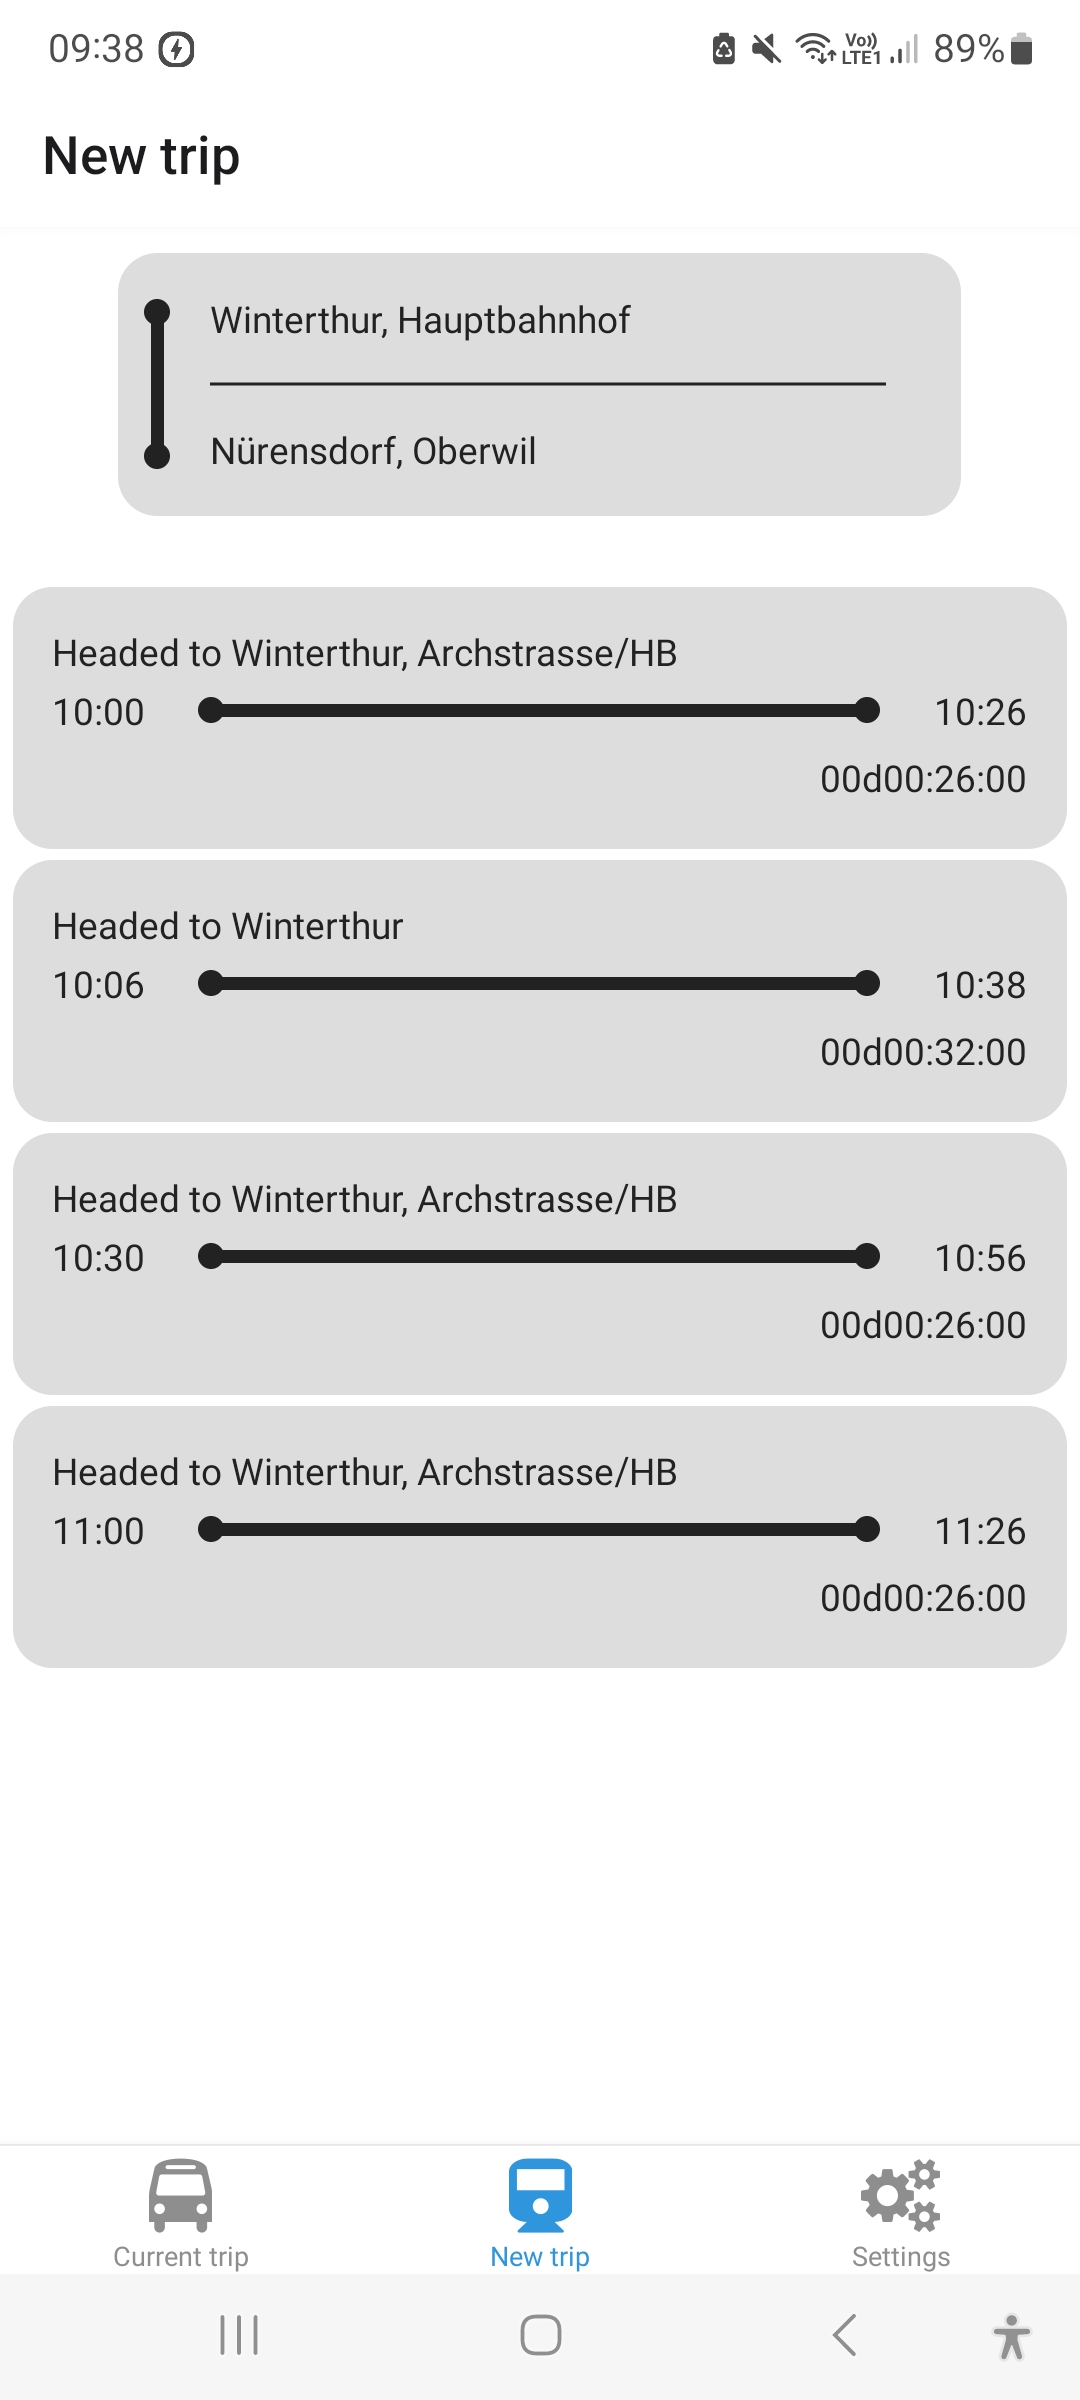 09:38
Vo)) LTE1 89%
New trip
Winterthur, Hauptbahnhof
Nürensdorf, Oberwil
Headed to Winterthur, Archstrasse/HB
10:00 10:26
00d00:26:00
Headed to Winterthur
10:06 10:38
00d00:32:00
Headed to Winterthur, Archstrasse/HB
10:30 10:56
00d00:26:00
Headed to Winterthur, Archstrasse/HB
11:00 11:26
00d00:26:00
Current trip New trip Settings